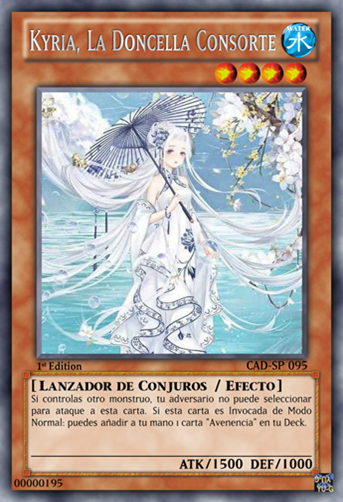 Kyria, La Doncella Consorte
WATER
水
1st Edition
CAD-SP 095
[ Lanzador de Conjuros / Efecto ]
Si controlas otro monstruo, tu adversario no puede seleccionar
para ataque a esta carta. Si esta carta es Invocada de Modo
Normal: puedes añadir a tu mano 1 carta "Avenencia" en tu Deck.
ATK/1500 DEF/1000
00000195